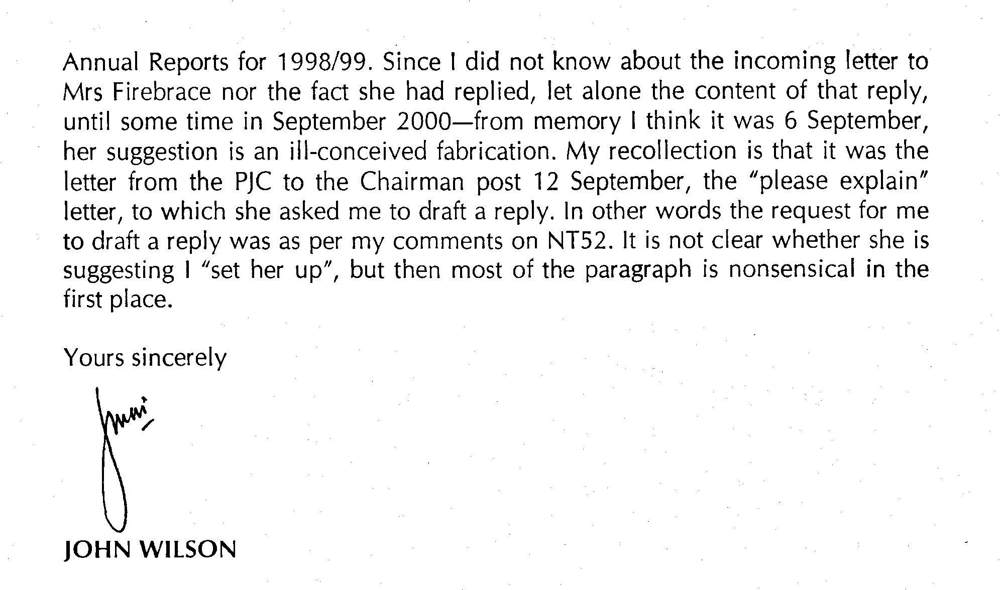 Annual Reports for 1998/99. Since I did not know about the incoming letter to
Mrs Firebrace nor the fact she had replied, let alone the content of that reply,
until some time in September 2000—from memory I think it was 6 September,
her suggestion is an ill-conceived fabrication. My recollection is that it was the
letter from the PJC to the Chairman post 12 September, the "please explain"
letter, to which she asked me to draft a reply. In other words the request for me
to draft a reply was as per my comments on NT52. It is not clear whether she is
suggesting I "set her up", but then most of the paragraph is nonsensical in the
first place.
Yours sincerely
JOHN WILSON